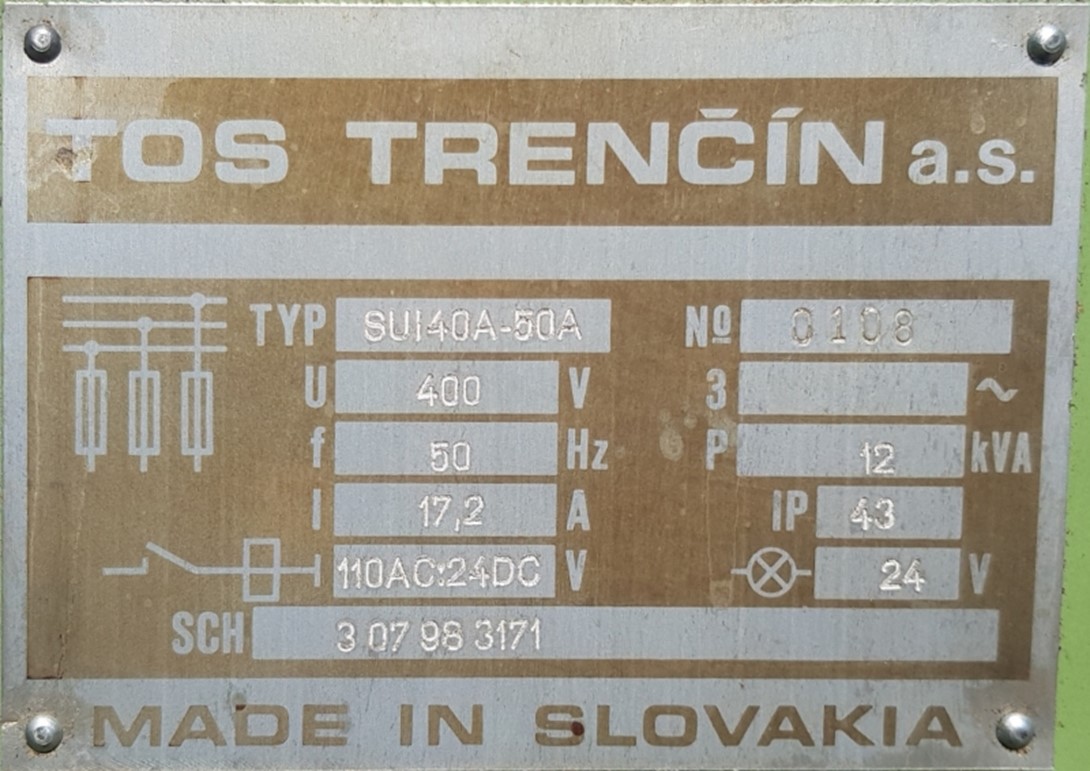 TOS TRENČÍN a.s.
TYP SUI40A-50A Nº 0108
U 400 V 3 ~
f 50 Hz P 12 kVA
I 17,2 A IP 43
110AC:24DC V 24 V
SCH 3 07 98 3171
MADE IN SLOVAKIA